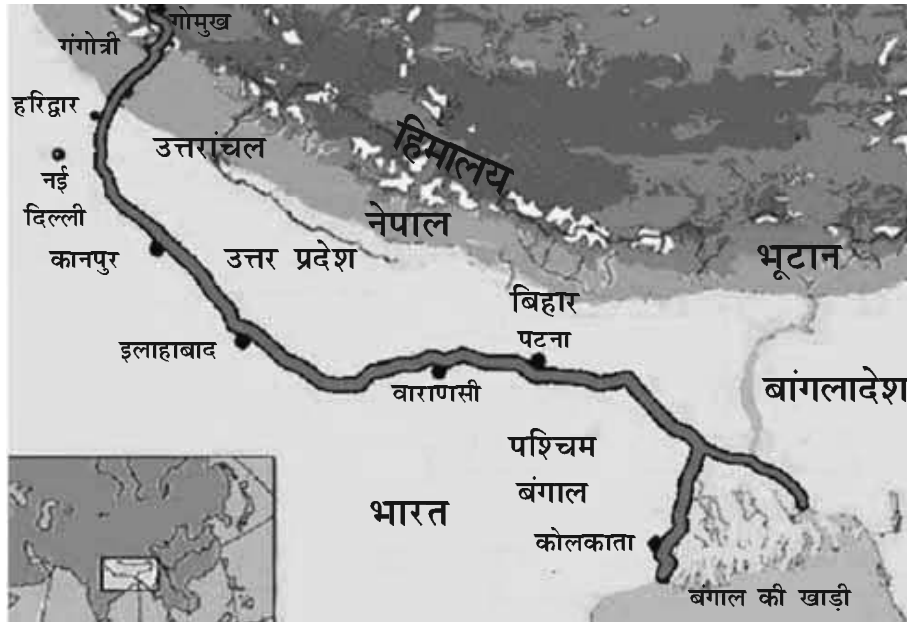 गोमुख
गंगोत्री
हरिद्वार
उत्तरांचल
हिमालय
नई
दिल्ली
नेपाल
कानपुर
उत्तर प्रदेश
भूटान
बिहार
पटना
इलाहाबाद
वाराणसी
बांगलादेश
पश्चिम
बंगाल
भारत
कोलकाता
बंगाल की खाड़ी